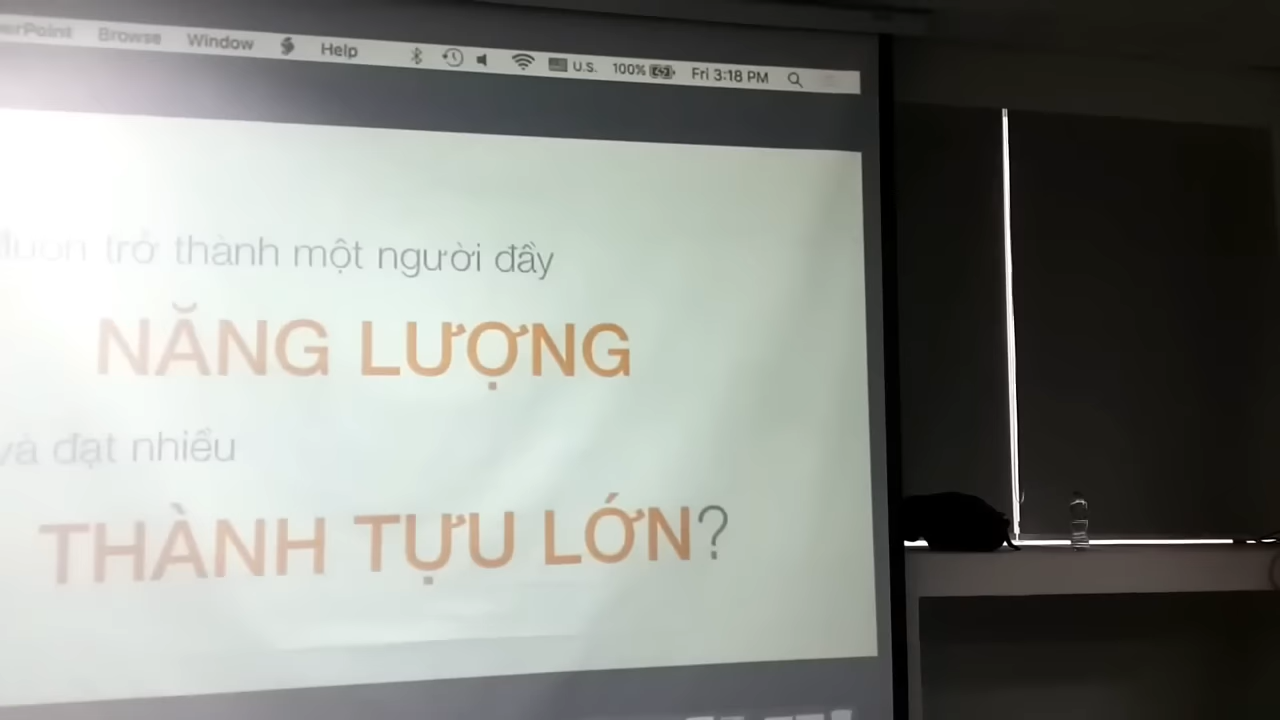 Browse Window Help U.S. 100% Fri 3:18 PM
trở thành một người đầy
NĂNG LƯỢNG
và đạt nhiều
THÀNH TỰU LỚN?